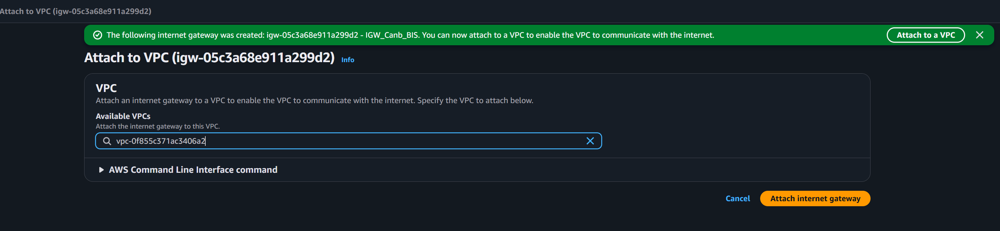 Attach to VPC (igw-05c3a68e911a299d2)
The following internet gateway was created: igw-05c3a68e911a299d2 - IGW_Canb_BIS. You can now attach to a VPC to enable the VPC to communicate with the internet.
Attach to a VPC
Attach to VPC (igw-05c3a68e911a299d2) Info
VPC
Attach an internet gateway to a VPC to enable the VPC to communicate with the internet. Specify the VPC to attach below.
Available VPCs
Attach the internet gateway to this VPC.
vpc-0f855c371ac3406a2
AWS Command Line Interface command
Cancel
Attach internet gateway